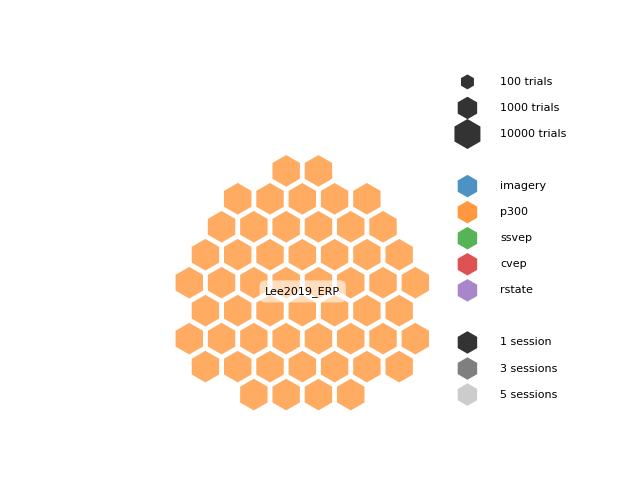 100 trials
1000 trials
10000 trials
imagery
p300
ssvep
cvep
rstate
Lee2019_ERP
1 session
3 sessions
5 sessions